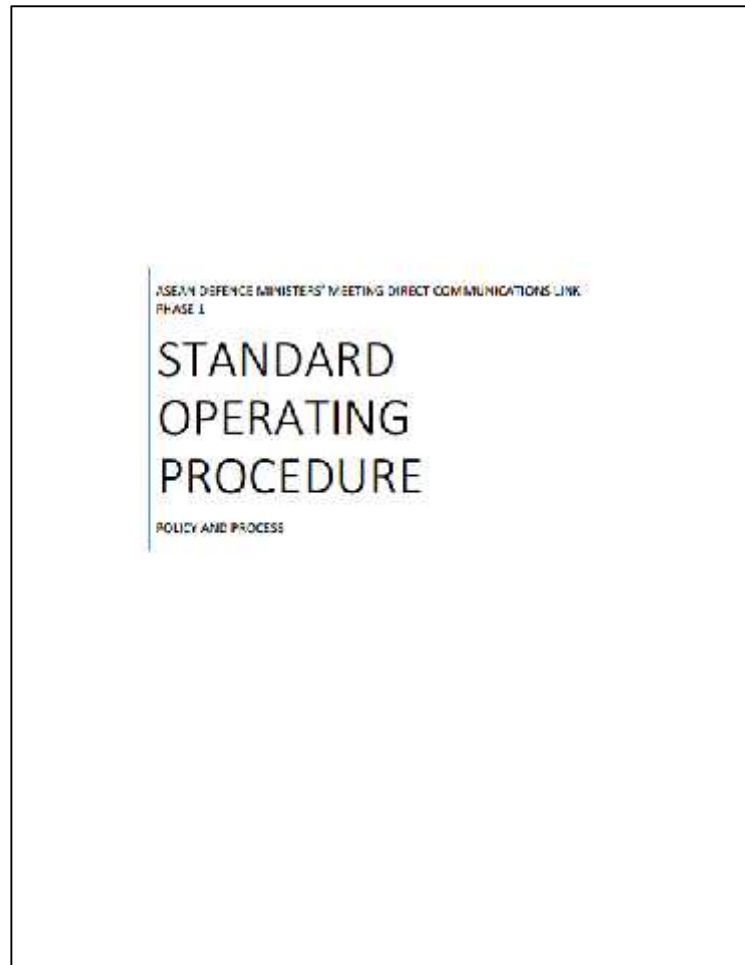 ASEAN DEFENCE MINISTERS' MEETING DIRECT COMMUNICATIONS LINK
PHASE 1
STANDARD
OPERATING
PROCEDURE
POLICY AND PROCESS